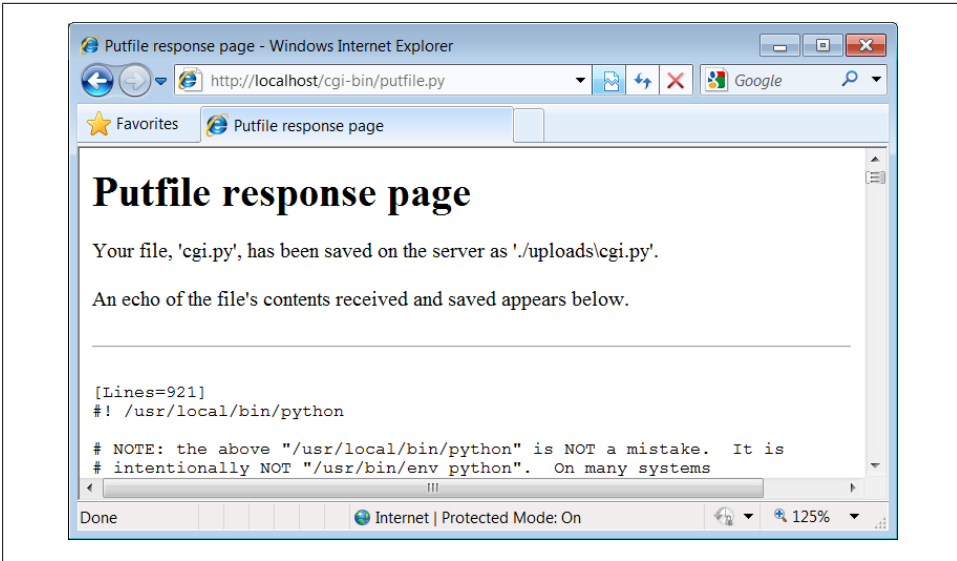 Putfile response page - Windows Internet Explorer
http://localhost/cgi-bin/putfile.py
Google
Favorites
Putfile response page
Putfile response page
Your file, 'cgi.py', has been saved on the server as './uploads\cgi.py'.
An echo of the file's contents received and saved appears below.
[Lines=921]
#! /usr/local/bin/python
# NOTE: the above "/usr/local/bin/python" is NOT a mistake.  It is
# intentionally NOT "/usr/bin/env python".  On many systems
Done
Internet | Protected Mode: On
125%